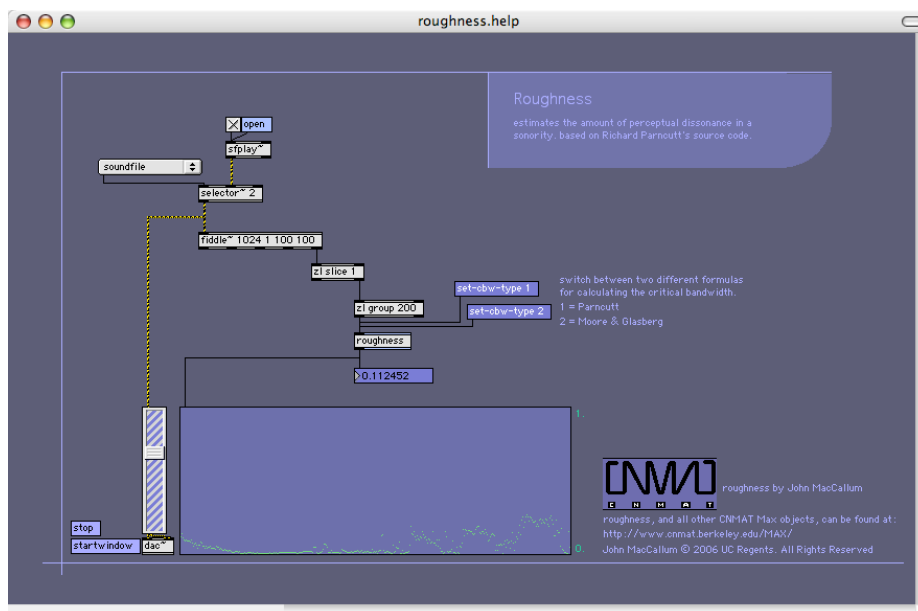 roughness.help
Roughness
estimates the amount of perceptual dissonance in a
sonority. based on Richard Parncutt's source code.
open
sfplay~
soundfile
selector~ 2
fiddle~ 1024 1 100 100
zl slice 1
set-cbw-type 1
switch between two different formulas
for calculating the critical bandwidth.
zl group 200
set-cbw-type 2
1 = Parncutt
2 = Moore & Glasberg
roughness
0.112452
1.
CNMAT
CNMAT
roughness by John MacCallum
stop
roughness, and all other CNMAT Max objects, can be found at:
http://www.cnmat.berkeley.edu/MAX/
startwindow
dac~
0.
John MacCallum © 2006 UC Regents. All Rights Reserved